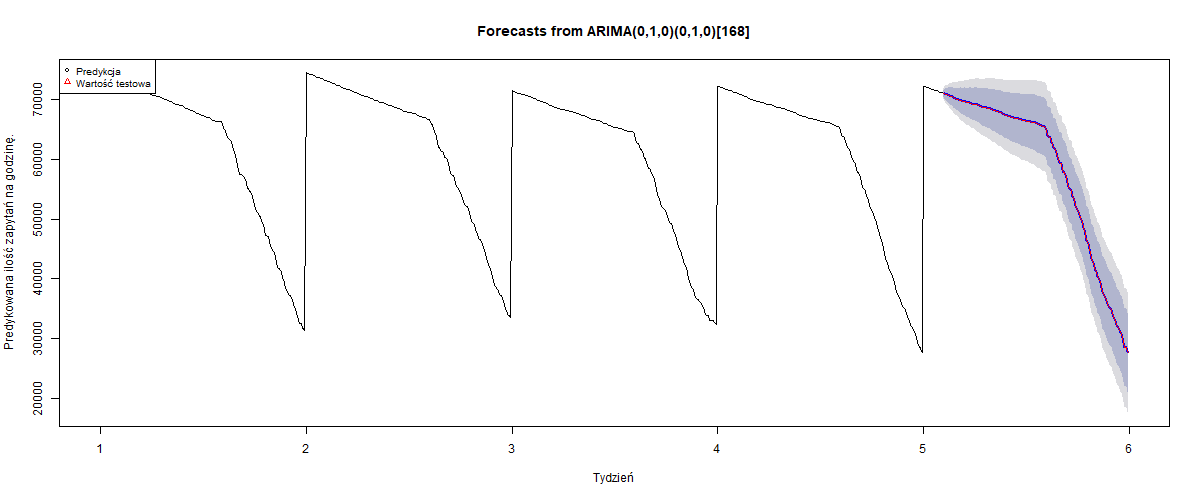 Forecasts from ARIMA(0,1,0)(0,1,0)[168]
Predykcja
Wartość testowa
Predykowana ilość zapytań na godzinę.
70000
60000
50000
40000
30000
20000
1 2 3 4 5 6
Tydzień